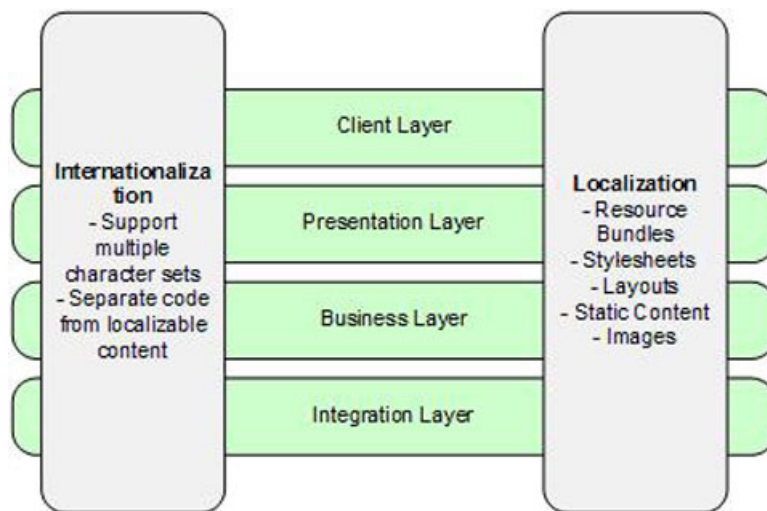 Internationaliza
tion
- Support
multiple
character sets
- Separate code
from localizable
content
Client Layer
Presentation Layer
Business Layer
Integration Layer
Localization
- Resource
Bundles
- Stylesheets
- Layouts
- Static Content
- Images